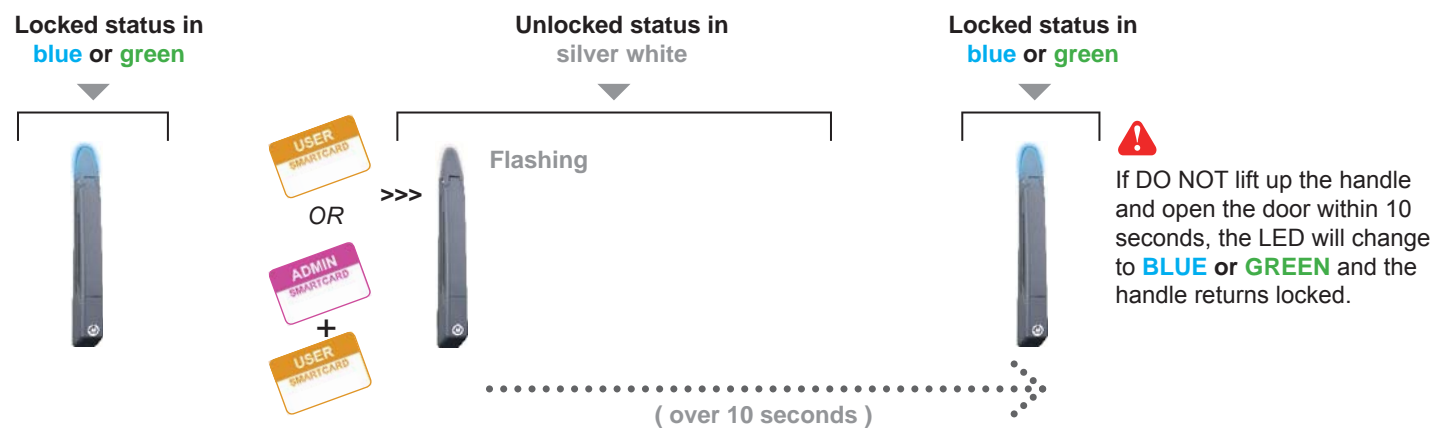 Locked status in
blue or green
Unlocked status in
silver white
Locked status in
blue or green
USER
SMARTCARD
OR
ADMIN
SMARTCARD
+
USER
SMARTCARD
>>>
Flashing
If DO NOT lift up the handle
and open the door within 10
seconds, the LED will change
to BLUE or GREEN and the
handle returns locked.
( over 10 seconds )